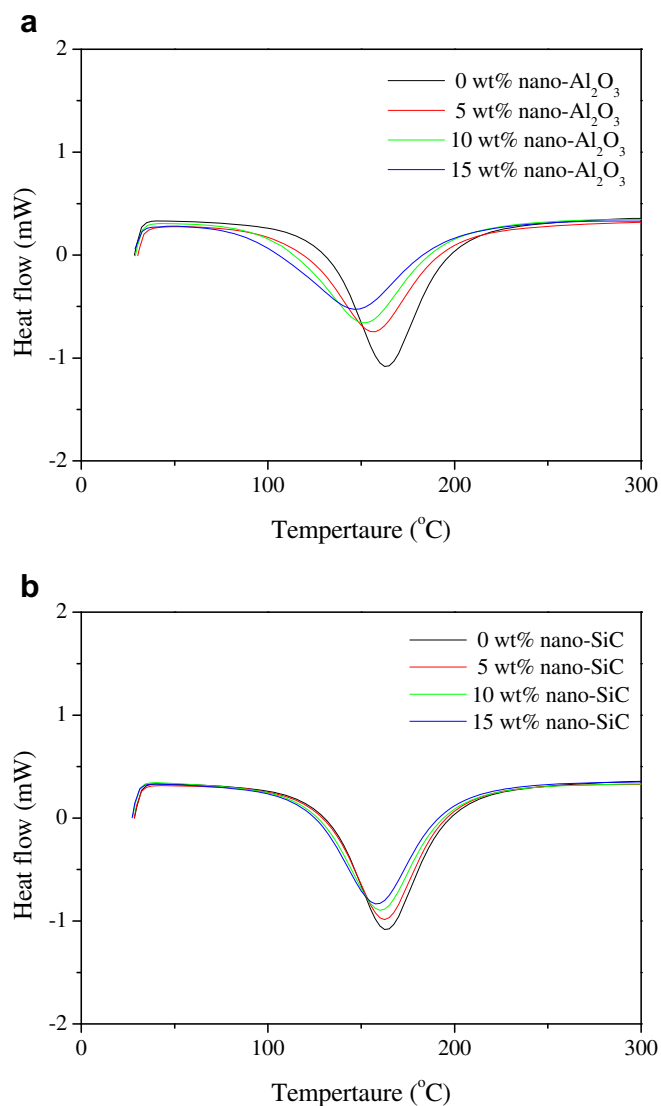 a
2
1
0
-1
-2
Heat flow (mW)
0 wt% nano-Al₂O₃
5 wt% nano-Al₂O₃
10 wt% nano-Al₂O₃
15 wt% nano-Al₂O₃
0 100 200 300
Tempertaure (°C)
b
2
1
0
-1
-2
Heat flow (mW)
0 wt% nano-SiC
5 wt% nano-SiC
10 wt% nano-SiC
15 wt% nano-SiC
0 100 200 300
Tempertaure (°C)